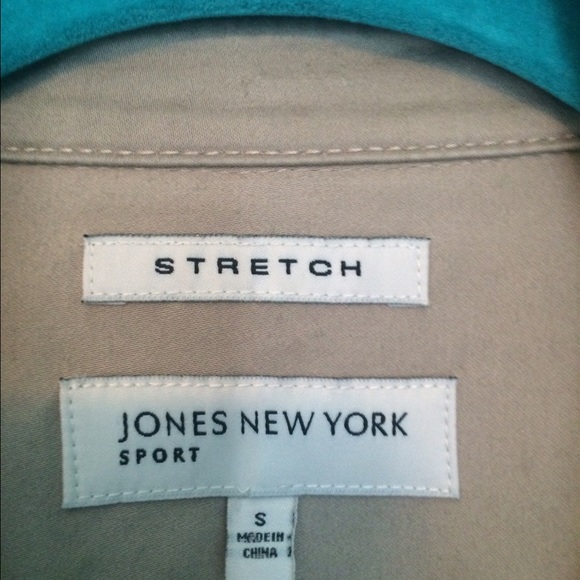 STRETCH
JONES NEW YORK
SPORT
S
MADE IN
CHINA